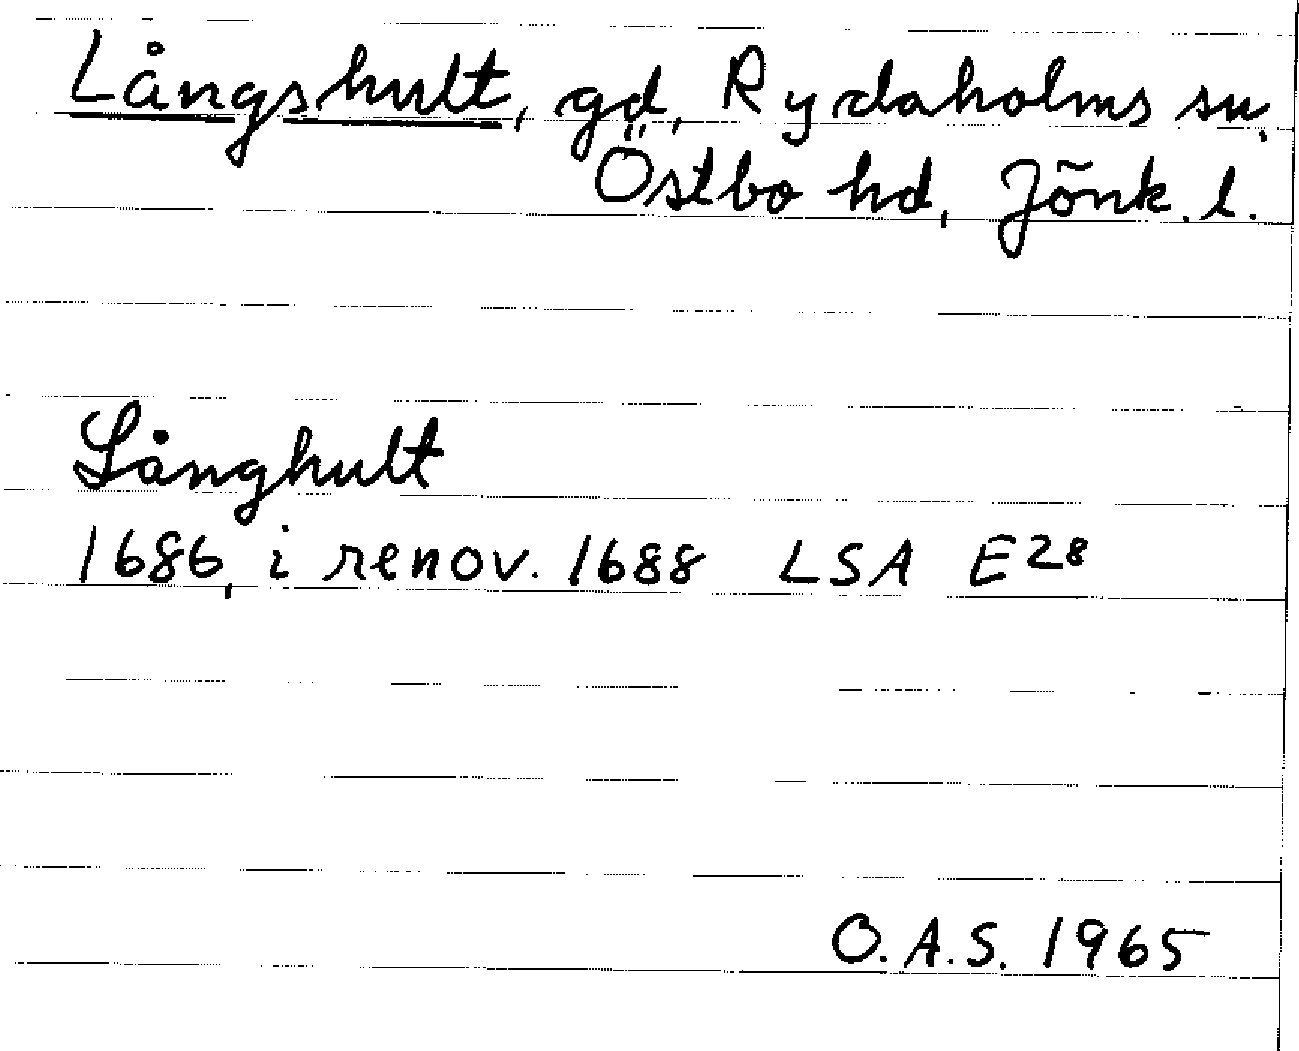 Långshult, gd, Rydaholms sn,
Östbo hd, Jönk. l.
Långhult
1686, i renov. 1688 LSA E28
O.A.S. 1965